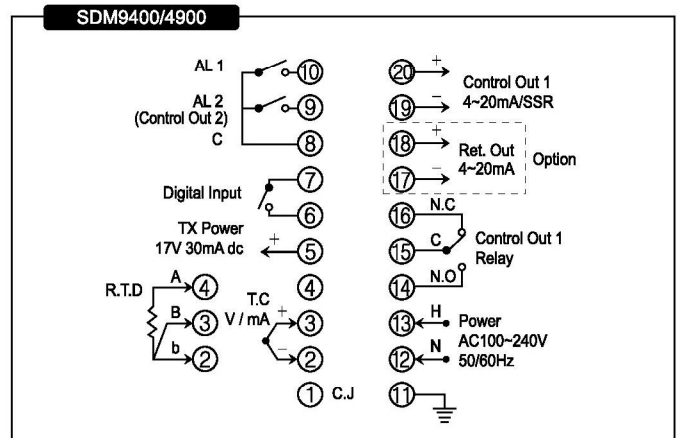 SDM9400/4900
AL 1
10
AL 2
(Control Out 2)
9
C
8
Digital Input
7
6
TX Power
17V 30mA dc
+
5
R.T.D
A
4
B
3
b
2
4
T.C
V / mA
+
3
−
2
1
C.J
20
+
19
−
Control Out 1
4~20mA/SSR
18
+
17
−
Ret. Out
4~20mA
Option
16
N.C
15
C
Control Out 1
Relay
14
N.O
13
H
12
N
Power
AC100~240V
50/60Hz
11